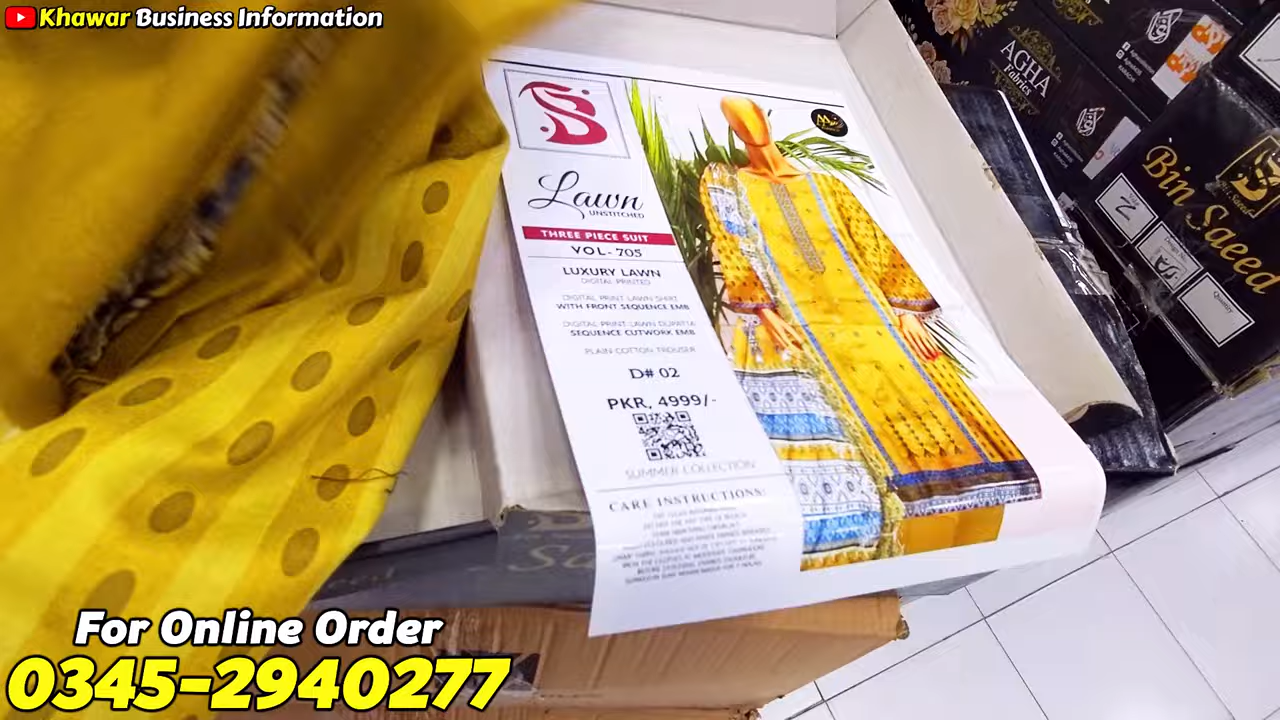 Khawar Business Information
Lawn
UNSTITCHED
THREE PIECE SUIT
VOL- 705
LUXURY LAWN
DIGITAL PRINTED
DIGITAL PRINT LAWN SHIRT
WITH FRONT SEQUENCE EMB
DIGITAL PRINT LAWN DUPATTA
SEQUENCE CUTWORK EMB
PLAIN COTTON TROUSER
D# 02
PKR, 4999/-
SUMMER COLLECTION
CARE INSTRUCTIONS:
AGHA
Fabrics
Bin Saeed
Quantity
For Online Order
0345-2940277